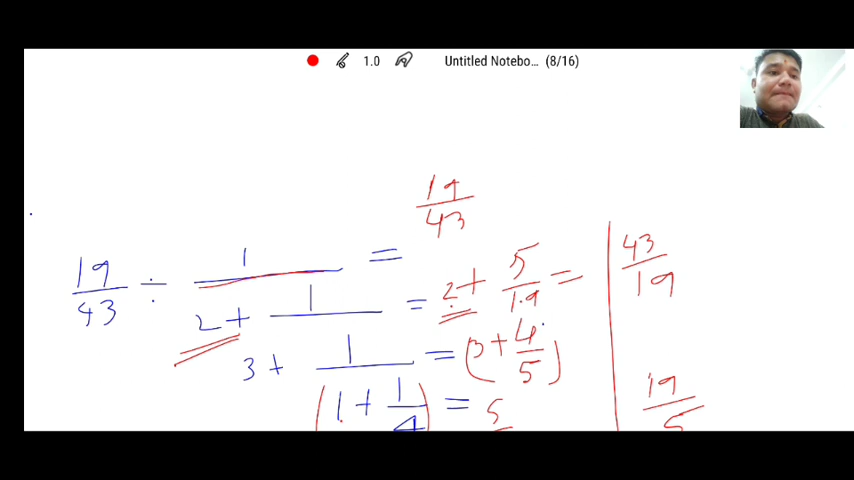 1.0 Untitled Notebo... (8/16)
19/43
19/43 ÷ 1 =
2 + 1 = 2 + 5/19 = 43/19
3 + 1 = (3 + 4/5) 19/5
(1 + 1/4) = 5